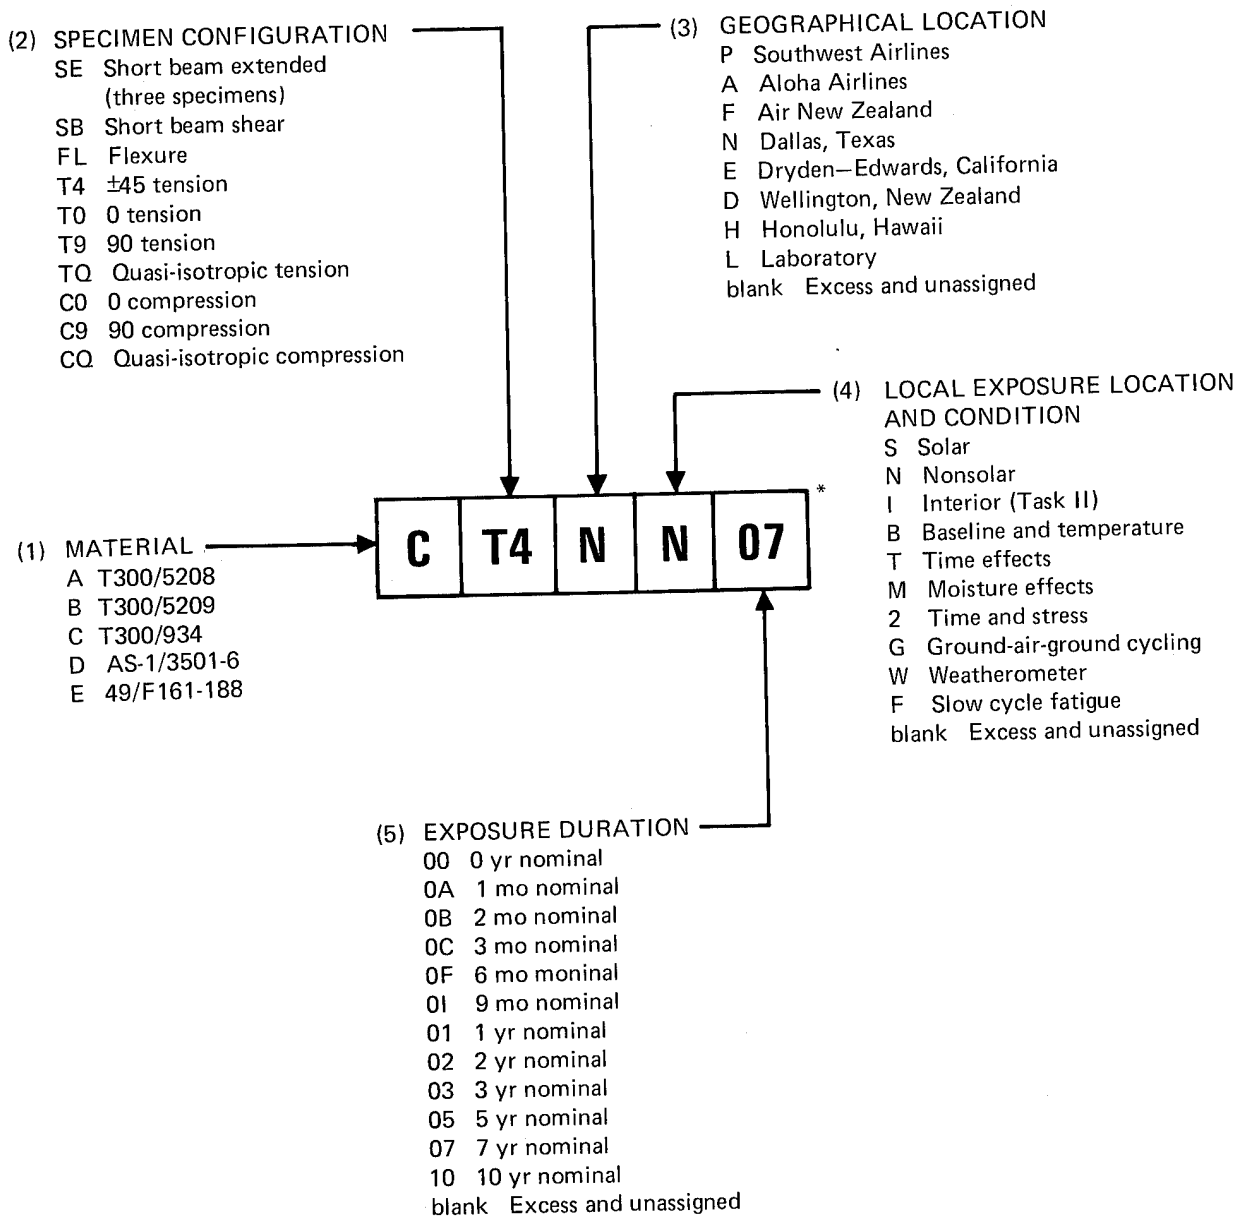 (2) SPECIMEN CONFIGURATION
SE Short beam extended
(three specimens)
SB Short beam shear
FL Flexure
T4 ±45 tension
T0 0 tension
T9 90 tension
TQ Quasi-isotropic tension
C0 0 compression
C9 90 compression
CQ Quasi-isotropic compression
(3) GEOGRAPHICAL LOCATION
P Southwest Airlines
A Aloha Airlines
F Air New Zealand
N Dallas, Texas
E Dryden—Edwards, California
D Wellington, New Zealand
H Honolulu, Hawaii
L Laboratory
blank Excess and unassigned
(4) LOCAL EXPOSURE LOCATION
AND CONDITION
S Solar
N Nonsolar
I Interior (Task II)
B Baseline and temperature
T Time effects
M Moisture effects
2 Time and stress
G Ground-air-ground cycling
W Weatherometer
F Slow cycle fatigue
blank Excess and unassigned
C T4 N N 07 *
(1) MATERIAL
A T300/5208
B T300/5209
C T300/934
D AS-1/3501-6
E 49/F161-188
(5) EXPOSURE DURATION
00 0 yr nominal
0A 1 mo nominal
0B 2 mo nominal
0C 3 mo nominal
0F 6 mo moninal
0I 9 mo nominal
01 1 yr nominal
02 2 yr nominal
03 3 yr nominal
05 5 yr nominal
07 7 yr nominal
10 10 yr nominal
blank Excess and unassigned